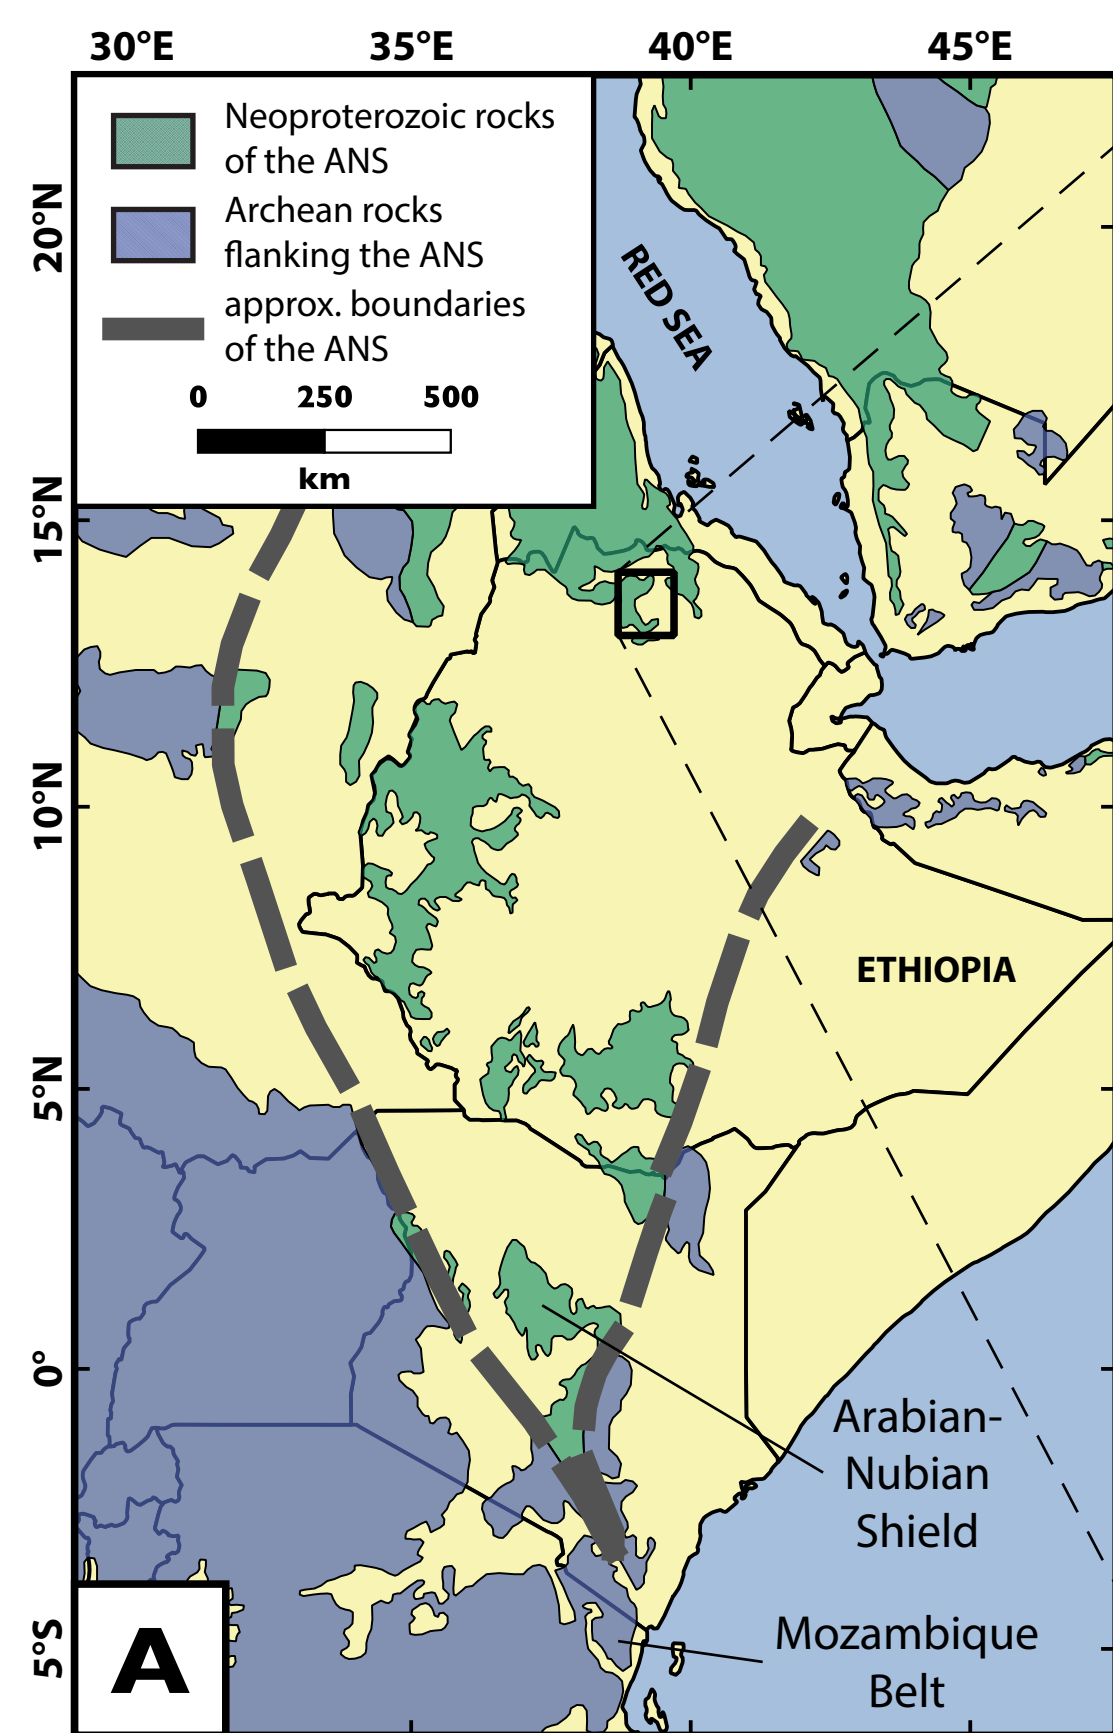 30°E 35°E 40°E 45°E
Neoproterozoic rocks
of the ANS
Archean rocks
flanking the ANS
approx. boundaries
of the ANS
0 250 500
km
20°N
15°N
10°N
5°N
0°
5°S
RED SEA
ETHIOPIA
Arabian-
Nubian
Shield
Mozambique
Belt
A